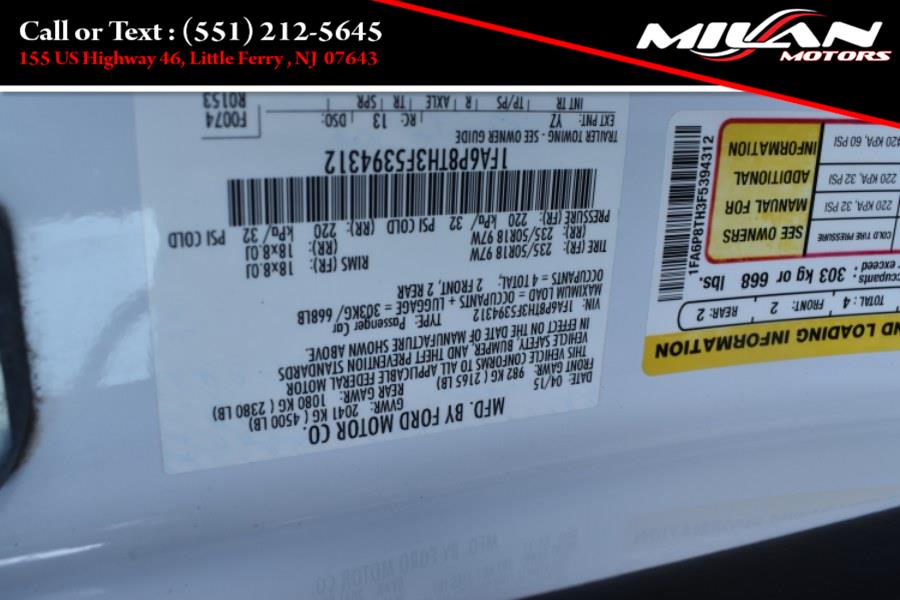 Call or Text : (551) 212-5645
155 US Highway 46, Little Ferry , NJ 07643
MILAN
MOTORS
MFD. BY FORD MOTOR CO.
DATE: 04/15 GVWR: 2041 KG ( 4500 LB)
FRONT GAWR: 982 KG ( 2165 LB) REAR GAWR: 1080 KG ( 2380 LB)
THIS VEHICLE CONFORMS TO ALL APPLICABLE FEDERAL MOTOR
VEHICLE SAFETY, BUMPER, AND THEFT PREVENTION STANDARDS
IN EFFECT ON THE DATE OF MANUFACTURE SHOWN ABOVE.
VIN: 1FA6P8TH3F5394312 TYPE: Passenger Car
MAXIMUM LOAD = OCCUPANTS + LUGGAGE = 303KG/ 668LB
OCCUPANTS = 4 TOTAL; 2 FRONT, 2 REAR
TIRE (FR): 235/50R18 97W RIMS (FR): 18x8.0J
(RR): 235/50R18 97W (RR): 18x8.0J
PRESSURE (FR): 220 kPa/ 32 PSI COLD (RR): 220 kPa/ 32 PSI COLD
1FA6P8TH3F5394312
TRAILER TOWING - SEE OWNER GUIDE
EXT PNT: YZ RC: 13 DSO: F0074
INT TR TP/PS R AXLE TR SPR R0153
ND LOADING INFORMATION
TOTAL : 4 FRONT: 2 REAR: 2
ccupants
exceed 303 kg or 668 lbs.
COLD TIRE PRESSURE
220 KPA, 32 PSI
220 KPA, 32 PSI
420 KPA, 60 PSI
SEE OWNERS
MANUAL FOR
ADDITIONAL
INFORMATION
1FA6P8TH3F5394312
MFD. BY FORD MOTOR CO.